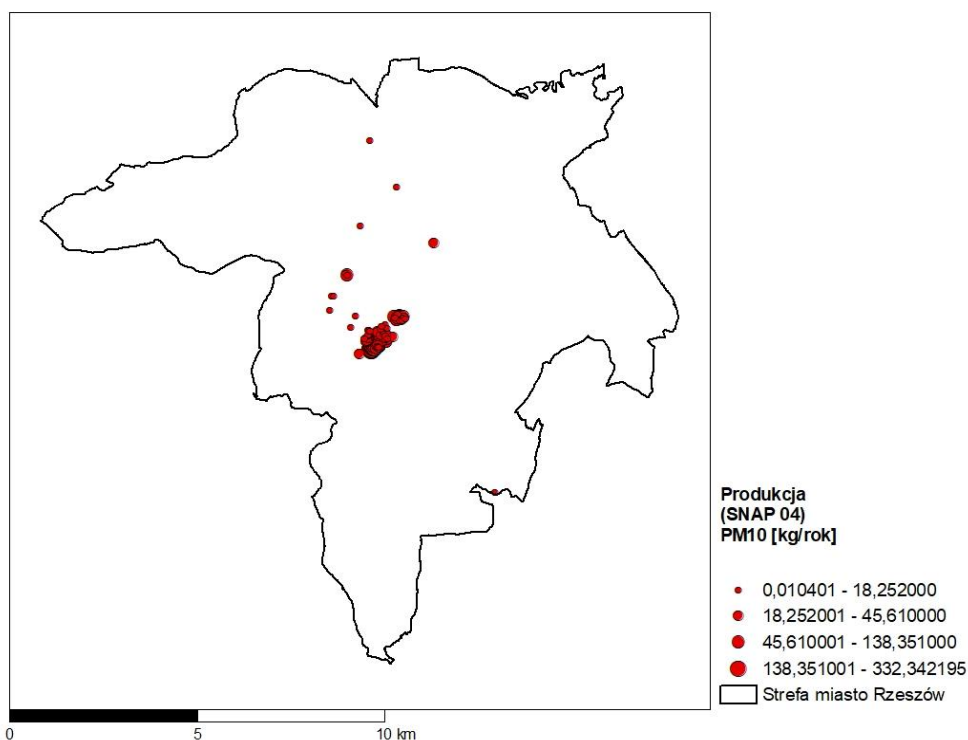 Produkcja
(SNAP 04)
PM10 [kg/rok]
0,010401 - 18,252000
18,252001 - 45,610000
45,610001 - 138,351000
138,351001 - 332,342195
Strefa miasto Rzeszów
0 5 10 km